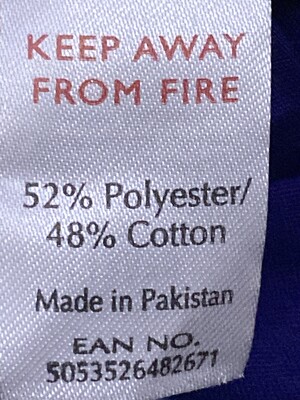 KEEP AWAY
FROM FIRE
52% Polyester/
48% Cotton
Made in Pakistan
EAN NO.
5053526482671